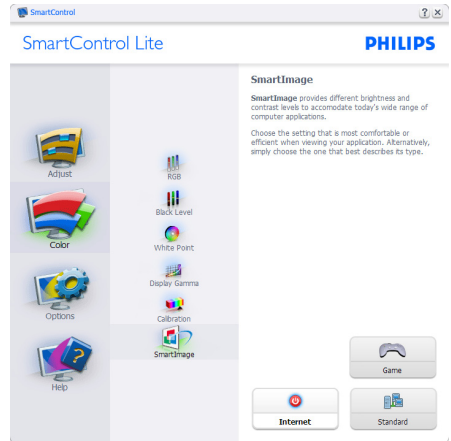 SmartControl
SmartControl Lite
PHILIPS
Adjust
Color
Options
Help
RGB
Black Level
White Point
Display Gamma
Calibration
SmartImage
SmartImage
SmartImage provides different brightness and
contrast levels to accomodate today's wide range of
computer applications.
Choose the setting that is most comfortable or
efficient when viewing your application. Alternatively,
simply choose the one that best describes its type.
Game
Internet
Standard